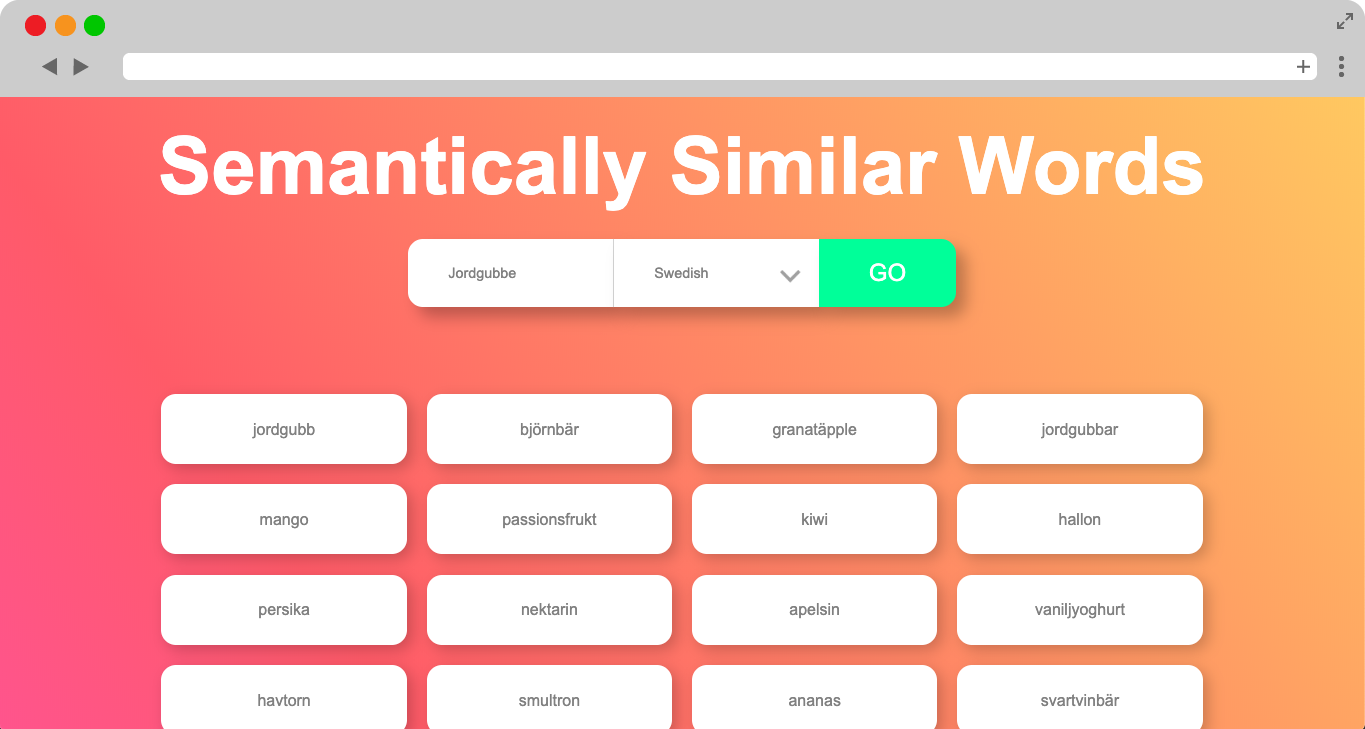 Semantically Similar Words
Jordgubbe Swedish GO
jordgubb björnbär granatäpple jordgubbar
mango passionsfrukt kiwi hallon
persika nektarin apelsin vaniljyoghurt
havtorn smultron ananas svartvinbär